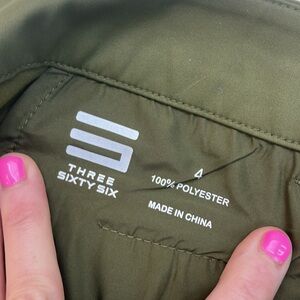 THREE
SIXTY SIX
4
100% POLYESTER
MADE IN CHINA